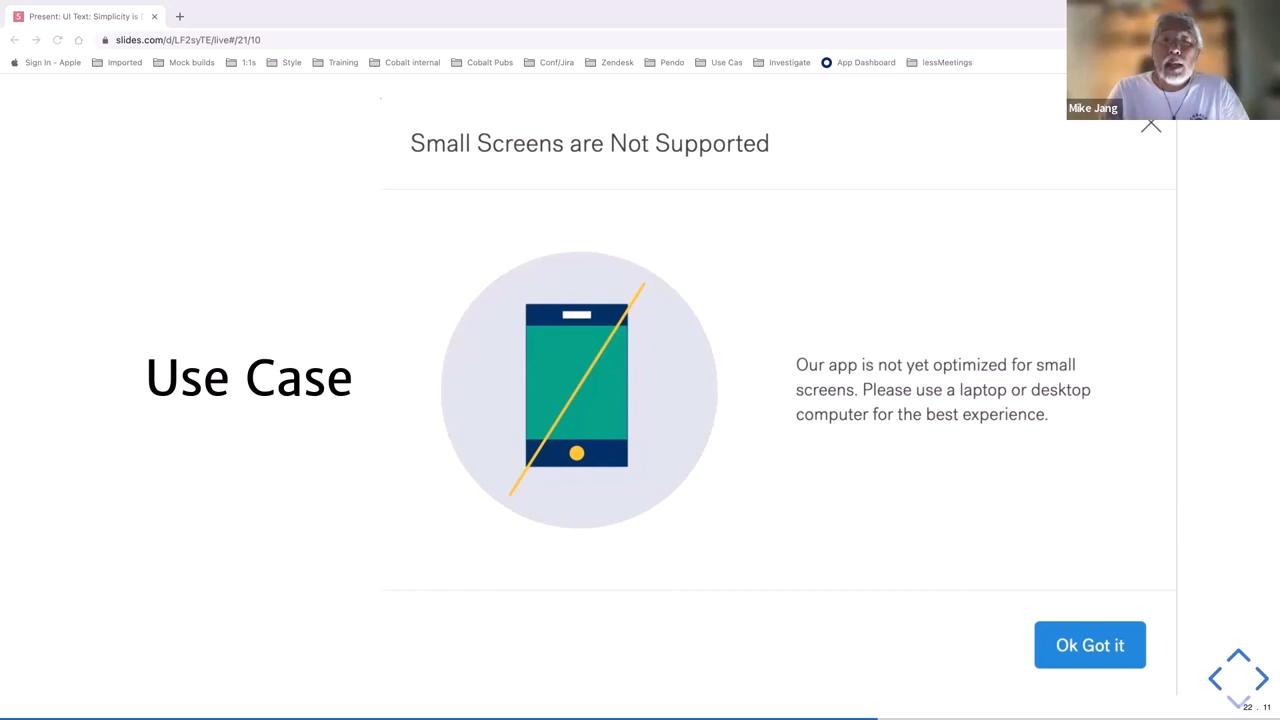 Present: UI Text: Simplicity is
slides.com/d/LF2syTE/live#/21/10
Sign In - Apple Imported Mock builds 1:1s Style Training Cobalt internal Cobalt Pubs Conf/Jira Zendesk Pendo Use Cas Investigate App Dashboard lessMeetings
Mike Jang
Small Screens are Not Supported
Use Case
Our app is not yet optimized for small
screens. Please use a laptop or desktop
computer for the best experience.
Ok Got it
22 . 11